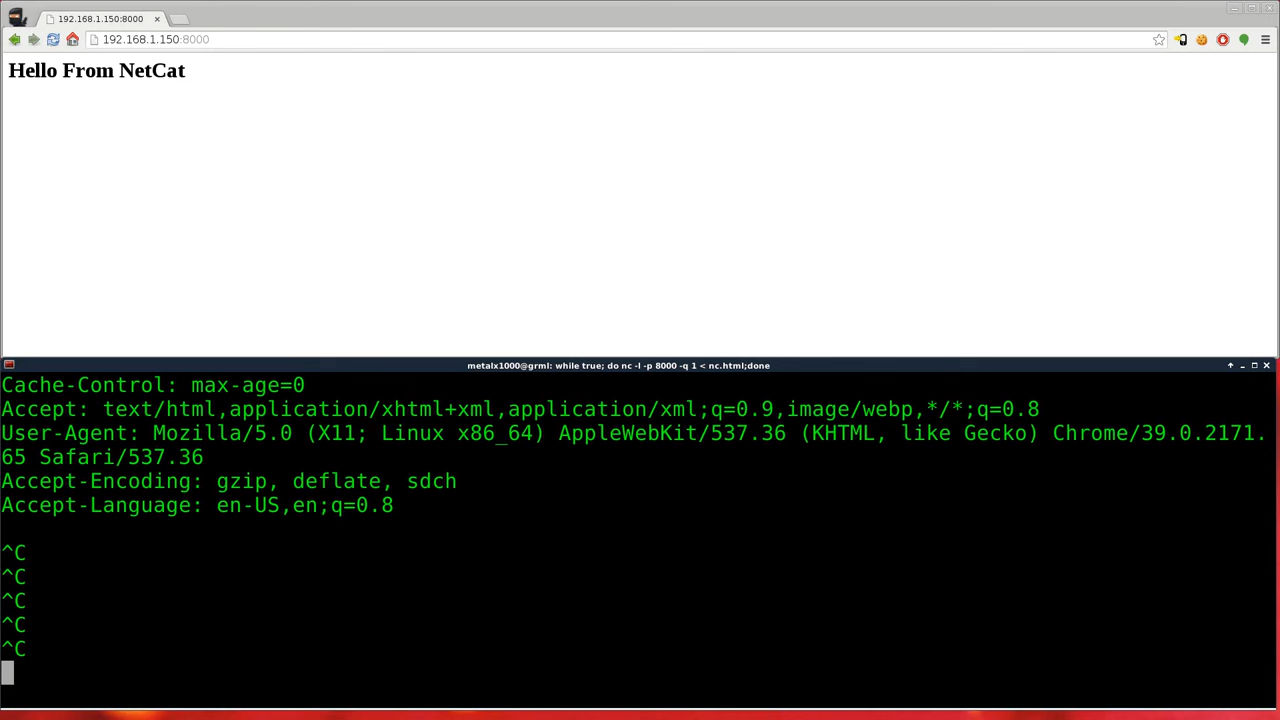 192.168.1.150:8000
192.168.1.150:8000
Hello From NetCat
metalx1000@grml: while true; do nc -l -p 8000 -q 1 < nc.html;done
Cache-Control: max-age=0
Accept: text/html,application/xhtml+xml,application/xml;q=0.9,image/webp,*/*;q=0.8
User-Agent: Mozilla/5.0 (X11; Linux x86_64) AppleWebKit/537.36 (KHTML, like Gecko) Chrome/39.0.2171.
65 Safari/537.36
Accept-Encoding: gzip, deflate, sdch
Accept-Language: en-US,en;q=0.8
^C
^C
^C
^C
^C